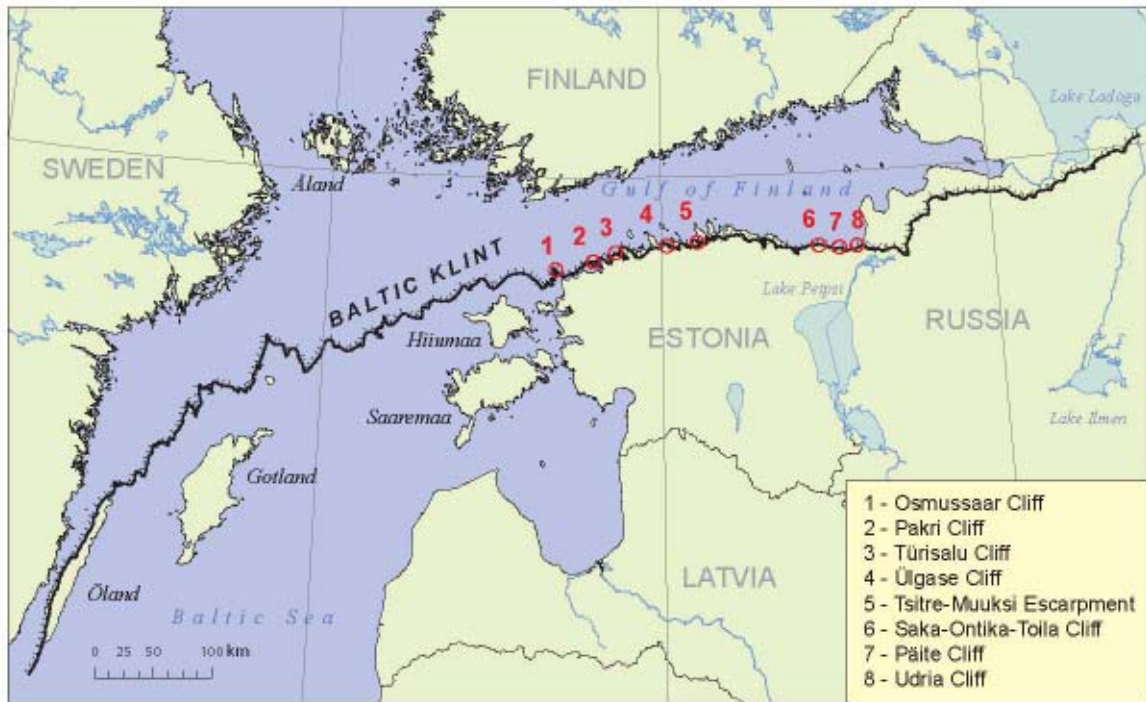 FINLAND
Lake Ladoga
SWEDEN
Åland
Gulf of Finland
1
2
3
4
5
6
7
8
BALTIC KLINT
Lake Peipsi
RUSSIA
Hiiumaa
ESTONIA
Saaremaa
Lake Ilmen
Gotland
LATVIA
Öland
Baltic Sea
0 25 50 100 km
1 - Osmussaar Cliff
2 - Pakri Cliff
3 - Türisalu Cliff
4 - Ülgase Cliff
5 - Tsitre-Muuksi Escarpment
6 - Saka-Ontika-Toila Cliff
7 - Päite Cliff
8 - Udria Cliff